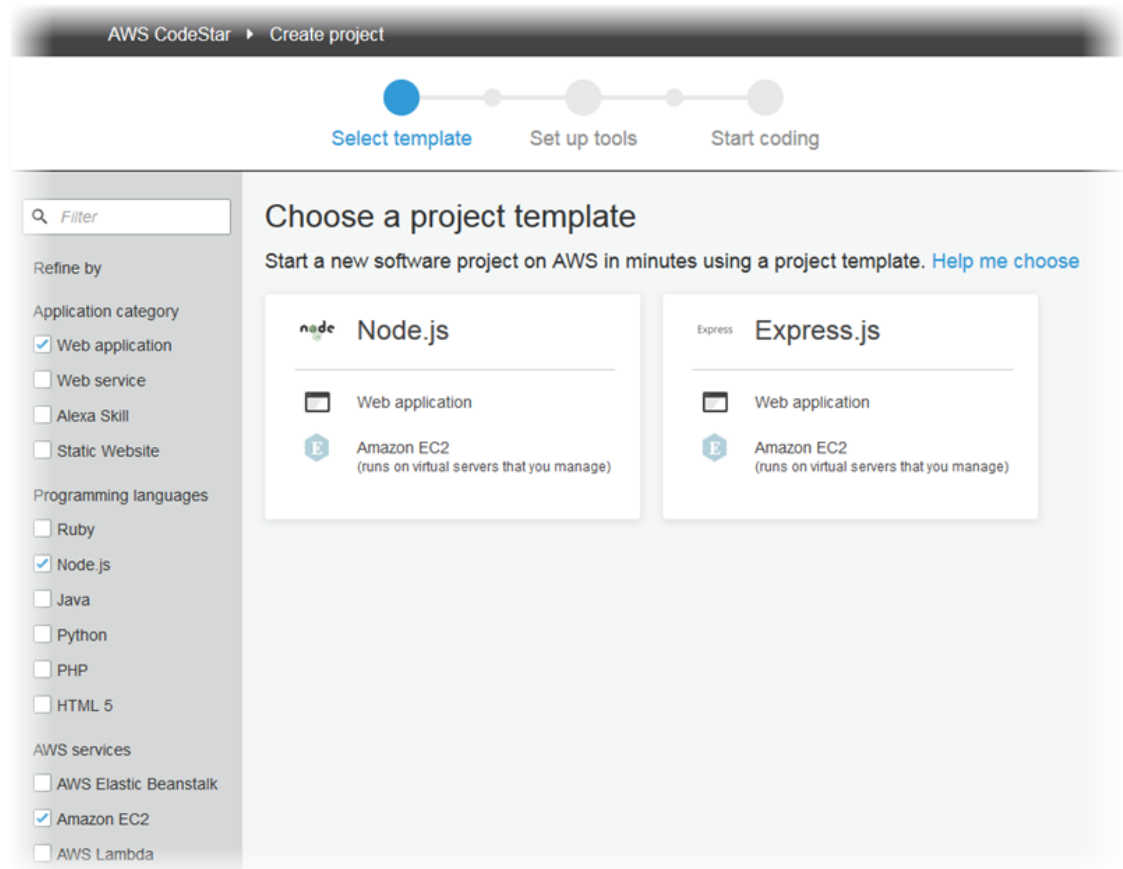 AWS CodeStar ▸ Create project
Select template
Set up tools
Start coding
Filter
Refine by
Application category
Web application
Web service
Alexa Skill
Static Website
Programming languages
Ruby
Node.js
Java
Python
PHP
HTML 5
AWS services
AWS Elastic Beanstalk
Amazon EC2
AWS Lambda
Choose a project template
Start a new software project on AWS in minutes using a project template. Help me choose
node
Node.js
Web application
E
Amazon EC2
(runs on virtual servers that you manage)
Express
Express.js
Web application
E
Amazon EC2
(runs on virtual servers that you manage)